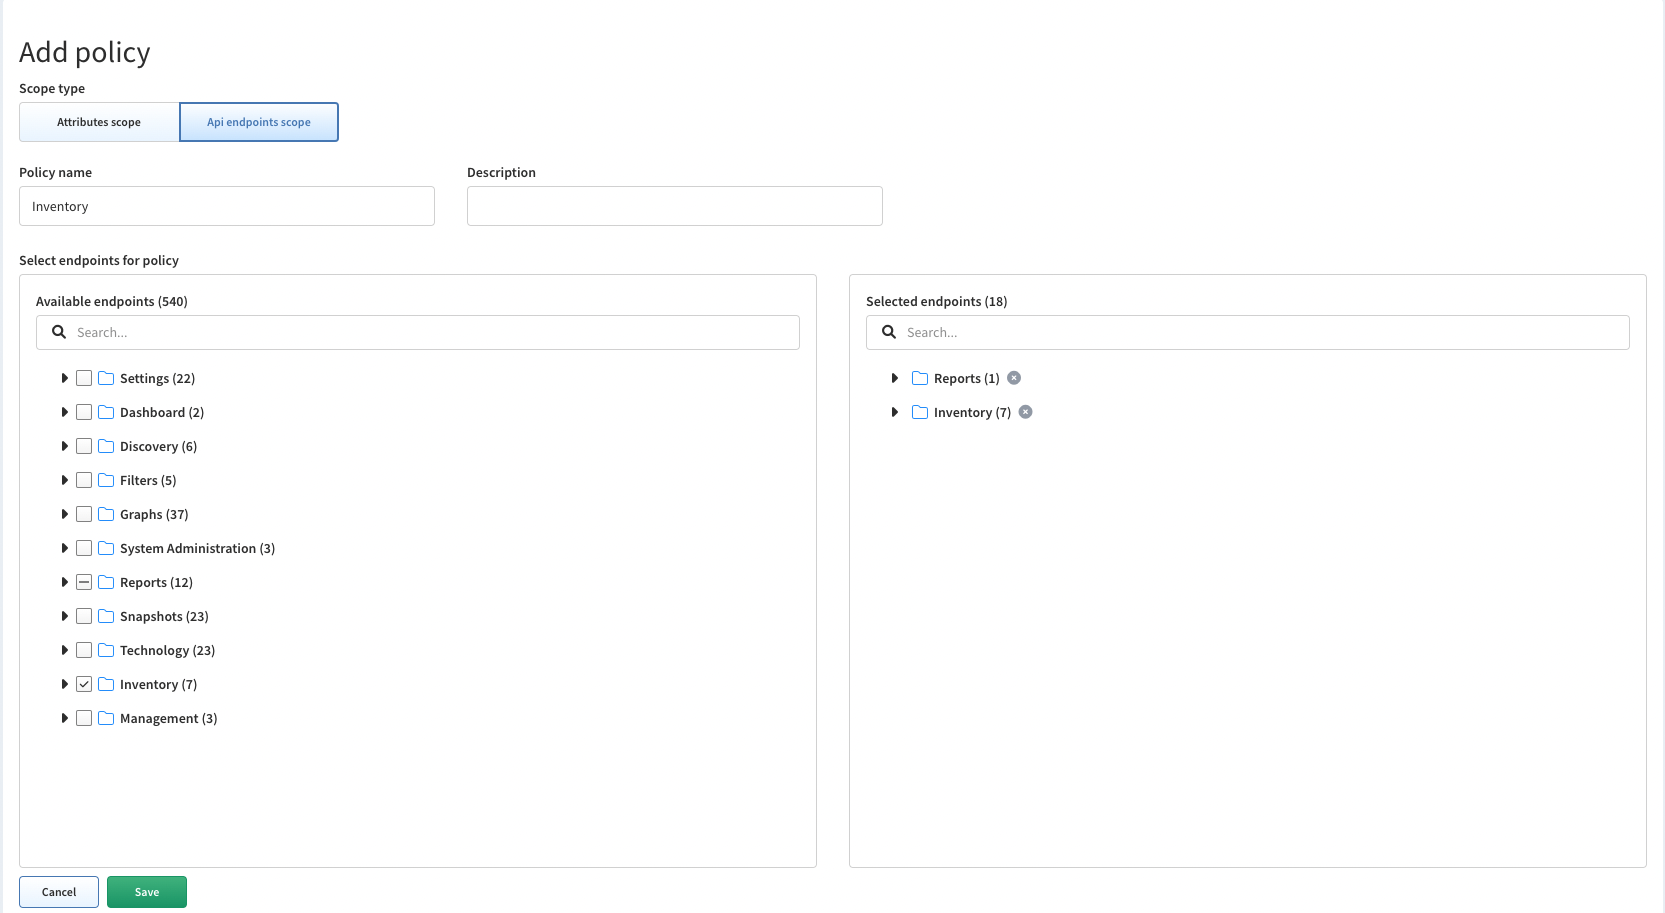 Add policy
Scope type
Attributes scope
Api endpoints scope
Policy name
Description
Inventory
Select endpoints for policy
Available endpoints (540)
Search...
Settings (22)
Dashboard (2)
Discovery (6)
Filters (5)
Graphs (37)
System Administration (3)
Reports (12)
Snapshots (23)
Technology (23)
Inventory (7)
Management (3)
Selected endpoints (18)
Search...
Reports (1)
Inventory (7)
Cancel
Save